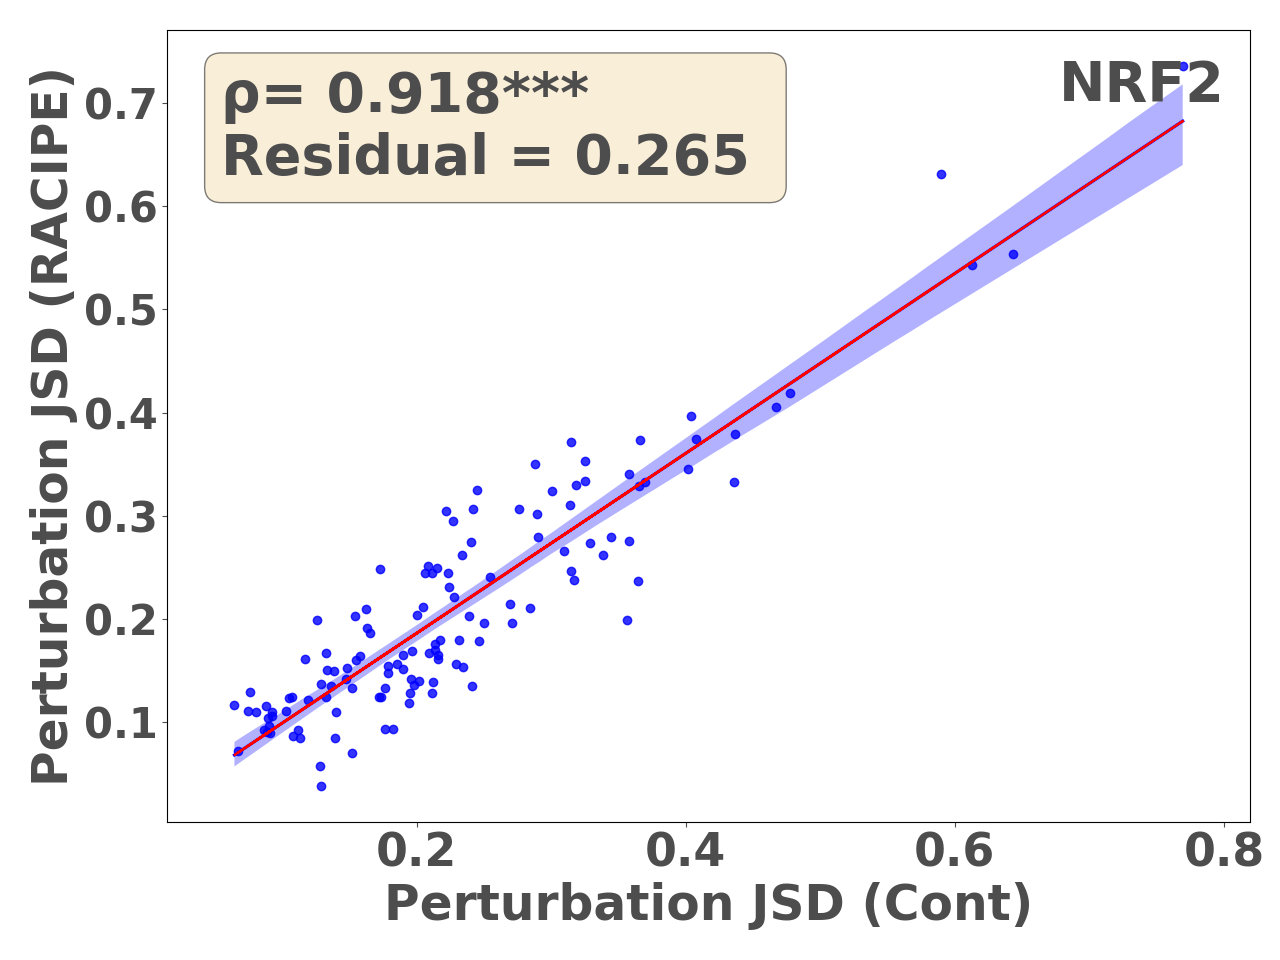 ρ= 0.918***
Residual = 0.265
NRF2
Perturbation JSD (RACIPE)
0.7
0.6
0.5
0.4
0.3
0.2
0.1
0.2 0.4 0.6 0.8
Perturbation JSD (Cont)